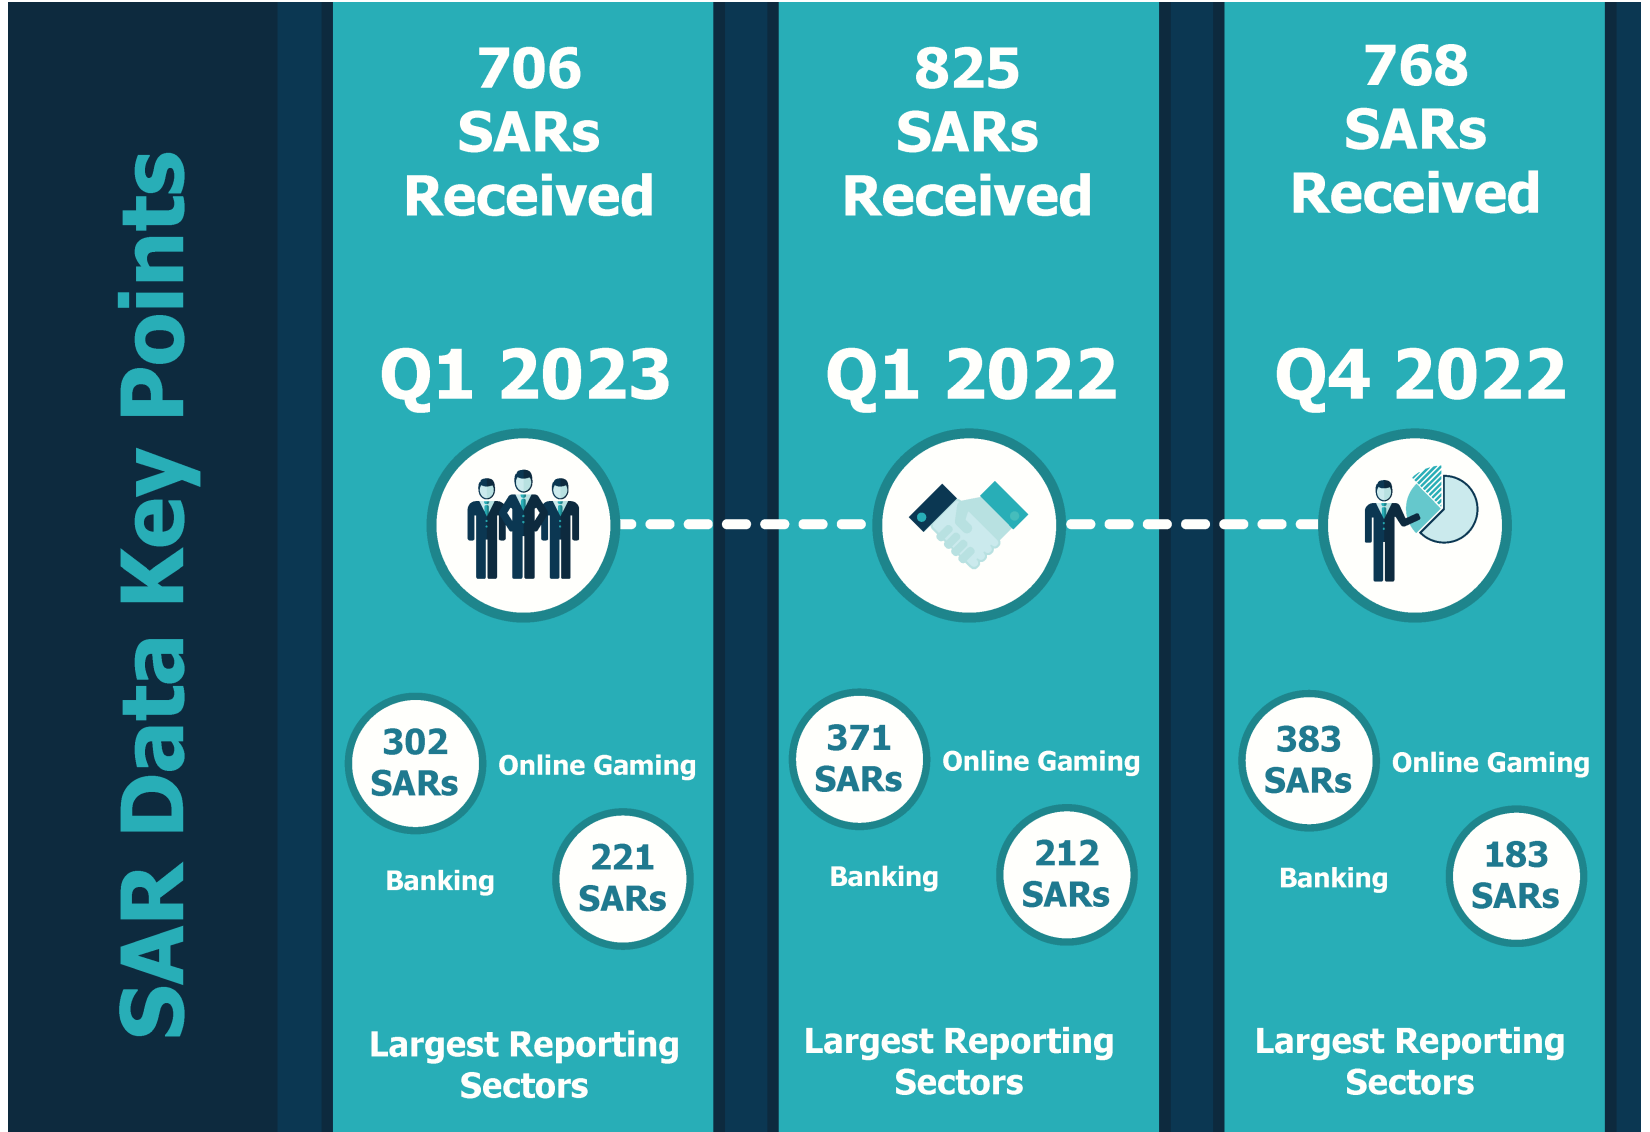 SAR Data Key Points
706
SARs
Received
Q1 2023
302
SARs
Online Gaming
Banking
221
SARs
Largest Reporting
Sectors
825
SARs
Received
Q1 2022
371
SARs
Online Gaming
Banking
212
SARs
Largest Reporting
Sectors
768
SARs
Received
Q4 2022
383
SARs
Online Gaming
Banking
183
SARs
Largest Reporting
Sectors